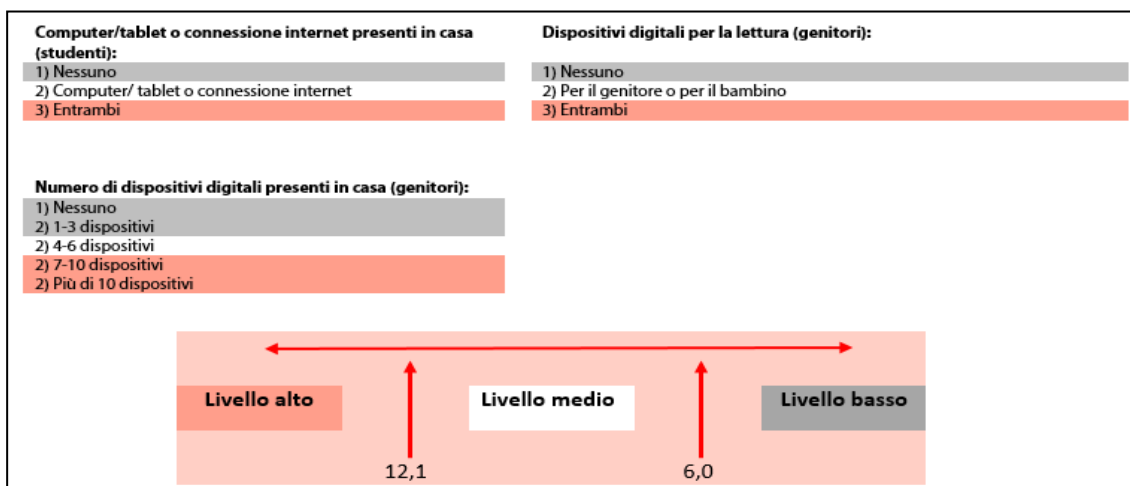 Computer/tablet o connessione internet presenti in casa
(studenti):
1) Nessuno
2) Computer/ tablet o connessione internet
3) Entrambi
Dispositivi digitali per la lettura (genitori):
1) Nessuno
2) Per il genitore o per il bambino
3) Entrambi
Numero di dispositivi digitali presenti in casa (genitori):
1) Nessuno
2) 1-3 dispositivi
2) 4-6 dispositivi
2) 7-10 dispositivi
2) Più di 10 dispositivi
Livello alto
Livello medio
Livello basso
12,1
6,0